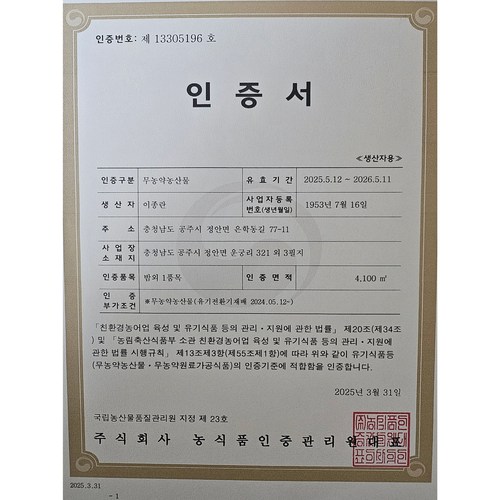 인증번호: 제 13305196 호
인 증 서
≪생산자용≫
인증구분 무농약농산물 유 효 기 간 2025.5.12 ~ 2026.5.11
생 산 자 이종란 사업자등록번호(생년월일) 1953년 7월 16일
주 소 충청남도 공주시 정안면 은학동길 77-11
사 업 장 소 재 지 충청남도 공주시 정안면 운궁리 321 외 3필지
인증품목 밤외 1품목 인 증 면 적 4,100 ㎡
인 증 부가조건 *무농약농산물(유기전환기재배 2024.05.12~)
「친환경농어업 육성 및 유기식품 등의 관리·지원에 관한 법률」 제20조(제34조
) 및 「농림축산식품부 소관 친환경농어업 육성 및 유기식품 등의 관리·지원에
관한 법률 시행규칙」 제13조제3항(제55조제1항)에 따라 위와 같이 유기식품등
(무농약농산물·무농약원료가공식품)의 인증기준에 적합함을 인증합니다.
2025년 3월 31일
국립농산물품질관리원 지정 제 23호
주식회사 농식품인증관리원대표
2025.3.31
- 1